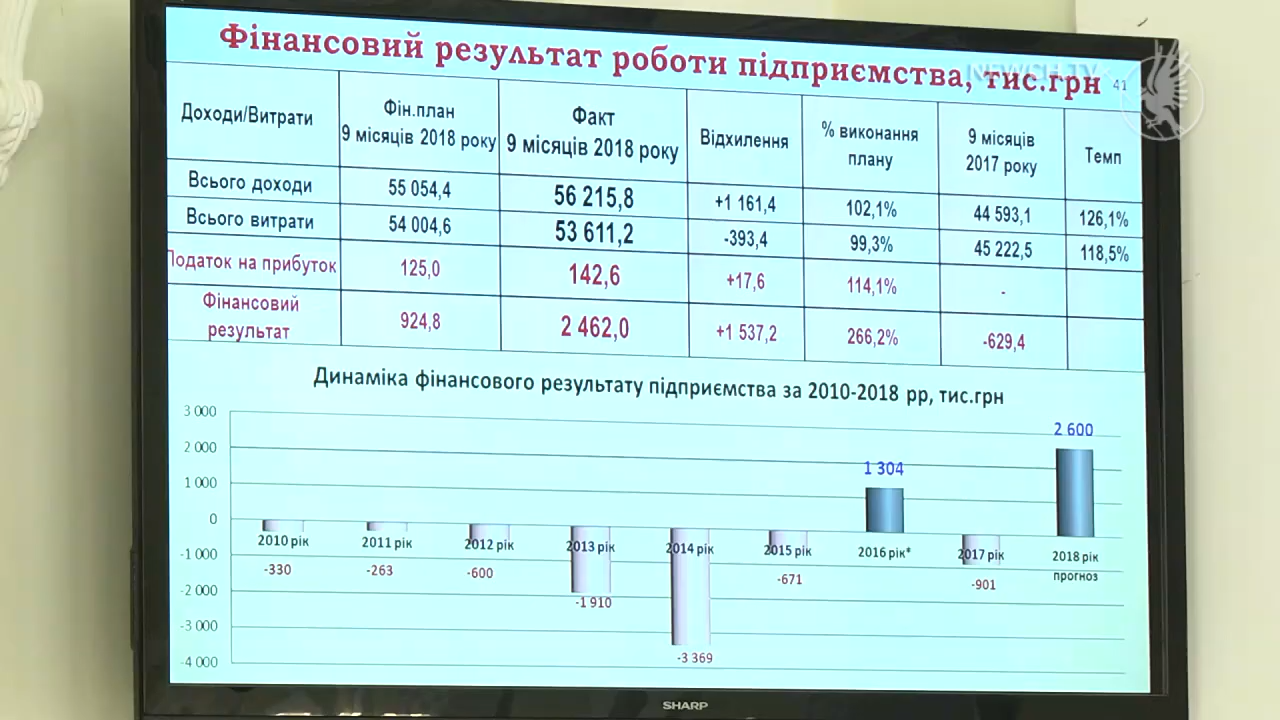 Фінансовий результат роботи підприємства, тис.грн
NEWCH.TV
41
Доходи/Витрати
Фін.план
9 місяців 2018 року
Факт
9 місяців 2018 року
Відхилення
% виконання
плану
9 місяців
2017 року
Темп
Всього доходи 55 054,4 56 215,8 +1 161,4 102,1% 44 593,1 126,1%
Всього витрати 54 004,6 53 611,2 -393,4 99,3% 45 222,5 118,5%
Податок на прибуток 125,0 142,6 +17,6 114,1% -
Фінансовий
результат
924,8 2 462,0 +1 537,2 266,2% -629,4
Динаміка фінансового результату підприємства за 2010-2018 рр, тис.грн
3 000
2 000
1 000
0
-1 000
-2 000
-3 000
-4 000
2010 рік
-330
2011 рік
-263
2012 рік
-600
2013 рік
-1 910
2014 рік
-3 369
2015 рік
-671
1 304
2016 рік*
2017 рік
-901
2 600
2018 рік
прогноз
SHARP